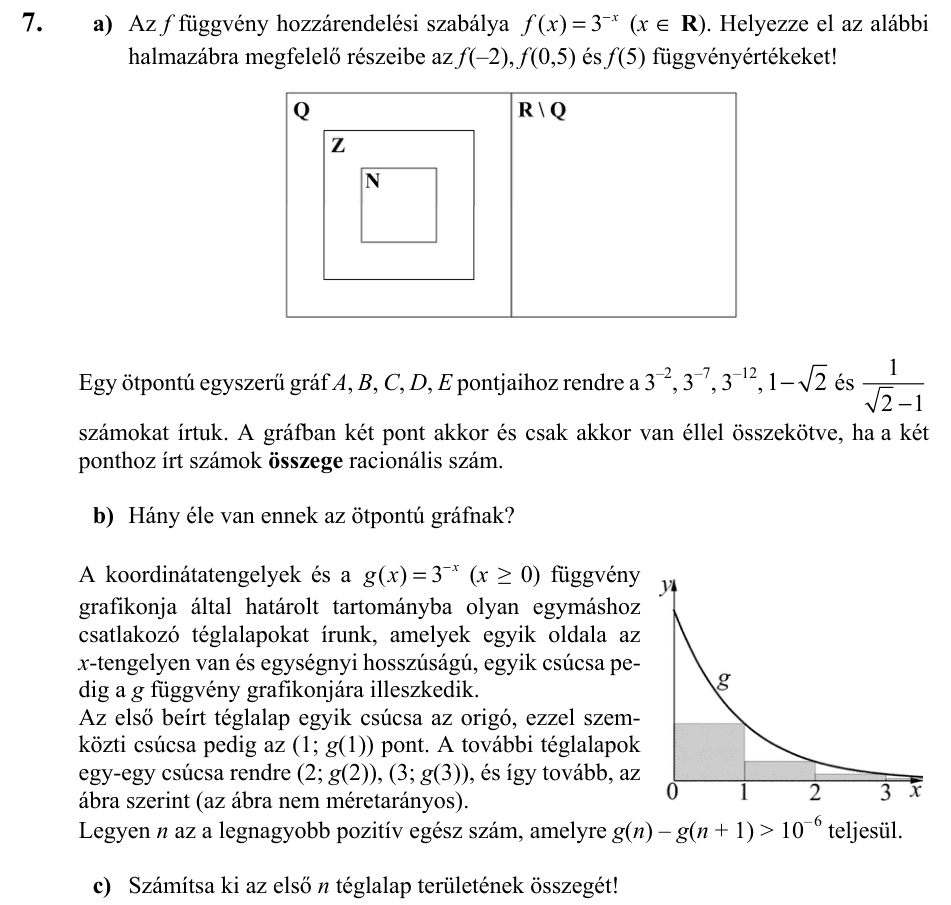 7. a) Az f függvény hozzárendelési szabálya f(x) = 3⁻ˣ (x ∈ R). Helyezze el az alábbi
halmazábra megfelelő részeibe az f(–2), f(0,5) és f(5) függvényértékeket!
Q R \ Q
Z
N
Egy ötpontú egyszerű gráf A, B, C, D, E pontjaihoz rendre a 3⁻², 3⁻⁷, 3⁻¹², 1−√2 és 1/(√2−1)
számokat írtuk. A gráfban két pont akkor és csak akkor van éllel összekötve, ha a két
ponthoz írt számok összege racionális szám.
b) Hány éle van ennek az ötpontú gráfnak?
A koordinátatengelyek és a g(x) = 3⁻ˣ (x ≥ 0) függvény
grafikonja által határolt tartományba olyan egymáshoz
csatlakozó téglalapokat írunk, amelyek egyik oldala az
x-tengelyen van és egységnyi hosszúságú, egyik csúcsa pe-
dig a g függvény grafikonjára illeszkedik.
Az első beírt téglalap egyik csúcsa az origó, ezzel szem-
közti csúcsa pedig az (1; g(1)) pont. A további téglalapok
egy-egy csúcsa rendre (2; g(2)), (3; g(3)), és így tovább, az
ábra szerint (az ábra nem méretarányos).
y
g
0 1 2 3 x
Legyen n az a legnagyobb pozitív egész szám, amelyre g(n) – g(n + 1) > 10⁻⁶ teljesül.
c) Számítsa ki az első n téglalap területének összegét!